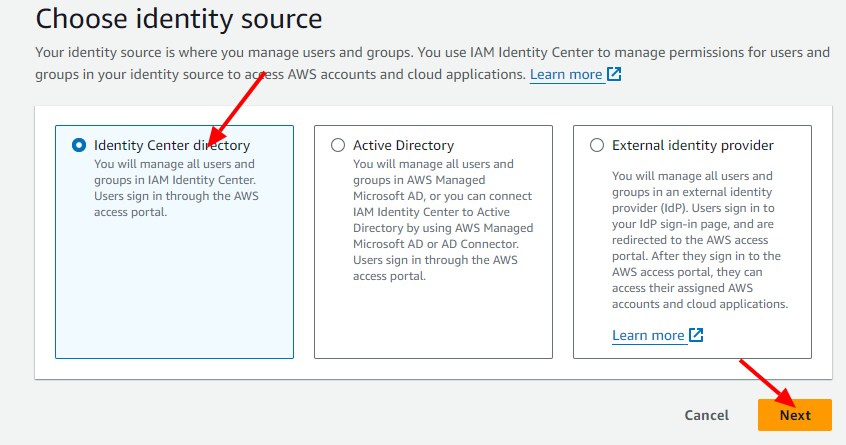 Choose identity source
Your identity source is where you manage users and groups. You use IAM Identity Center to manage permissions for users and
groups in your identity source to access AWS accounts and cloud applications. Learn more
Identity Center directory
You will manage all users and
groups in IAM Identity Center.
Users sign in through the AWS
access portal.
Active Directory
You will manage all users and
groups in AWS Managed
Microsoft AD, or you can connect
IAM Identity Center to Active
Directory by using AWS Managed
Microsoft AD or AD Connector.
Users sign in through the AWS
access portal.
External identity provider
You will manage all users and
groups in an external identity
provider (IdP). Users sign in to
your IdP sign-in page, and are
redirected to the AWS access
portal. After they sign in to the
AWS access portal, they can
access their assigned AWS
accounts and cloud applications.
Learn more
Cancel
Next